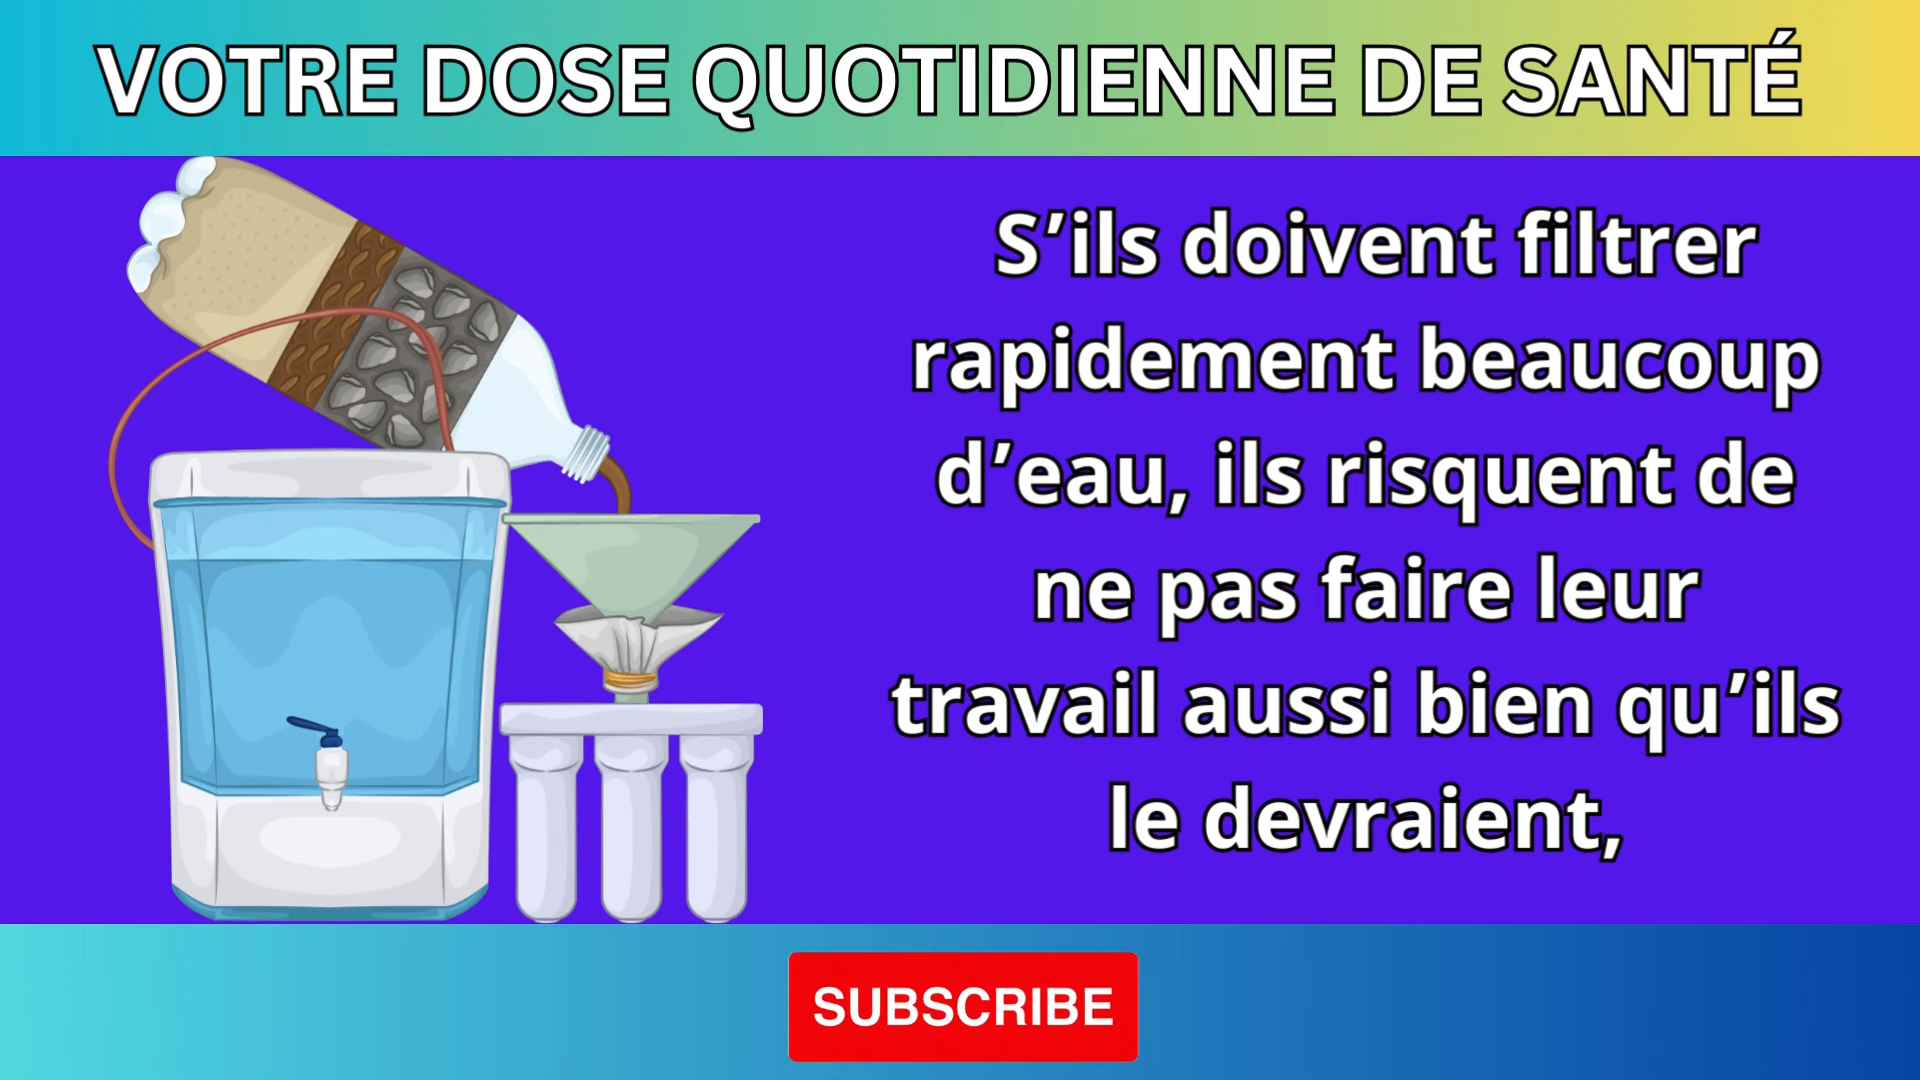 VOTRE DOSE QUOTIDIENNE DE SANTÉ
S’ils doivent filtrer
rapidement beaucoup
d’eau, ils risquent de
ne pas faire leur
travail aussi bien qu’ils
le devraient,
SUBSCRIBE